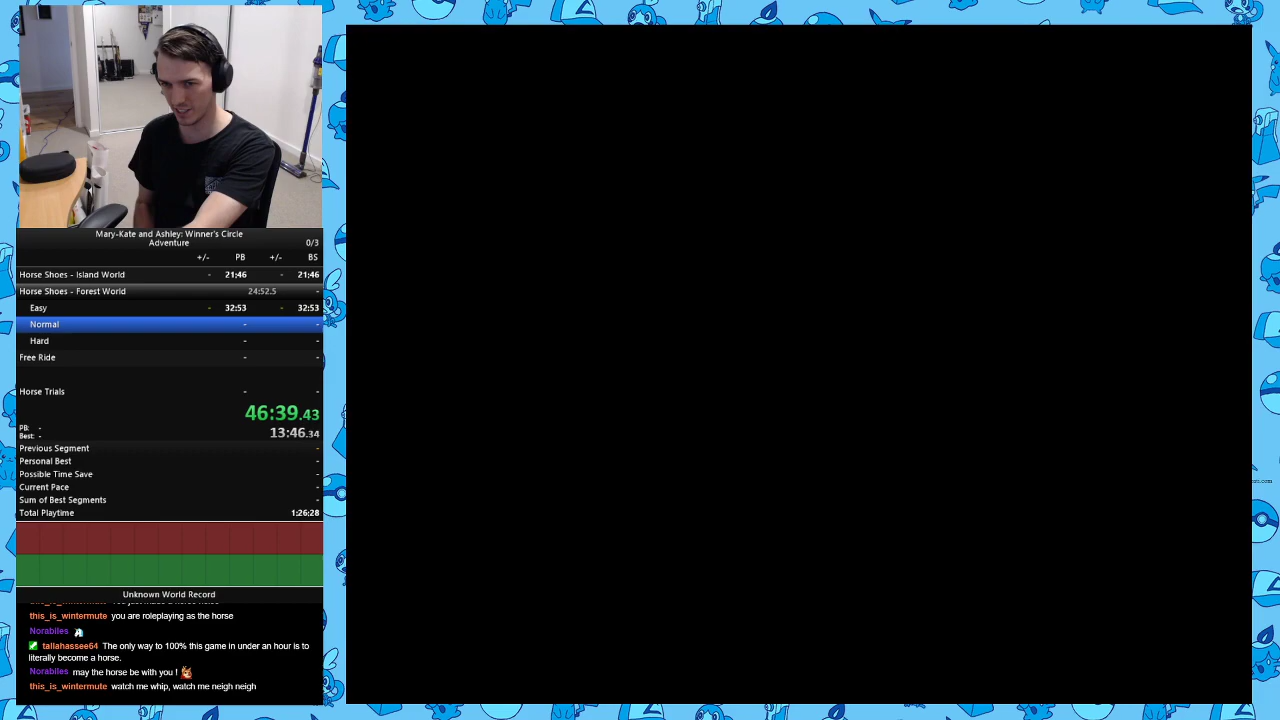 Mary-Kate and Ashley: Winner's Circle
Adventure 0/3
+/- PB +/- BS
Horse Shoes - Island World - 21:46 - 21:46
Horse Shoes - Forest World 24:52.5 -
Easy - 32:53 - 32:53
Normal - -
Hard - -
Free Ride - -
Horse Trials - -
46:39.43
PB: -
Best: - 13:46.34
Previous Segment -
Personal Best -
Possible Time Save -
Current Pace -
Sum of Best Segments -
Total Playtime 1:26:28
Unknown World Record
this_is_wintermute you are roleplaying as the horse
Norabiles
tallahassee64 The only way to 100% this game in under an hour is to
literally become a horse.
Norabiles may the horse be with you !
this_is_wintermute watch me whip, watch me neigh neigh